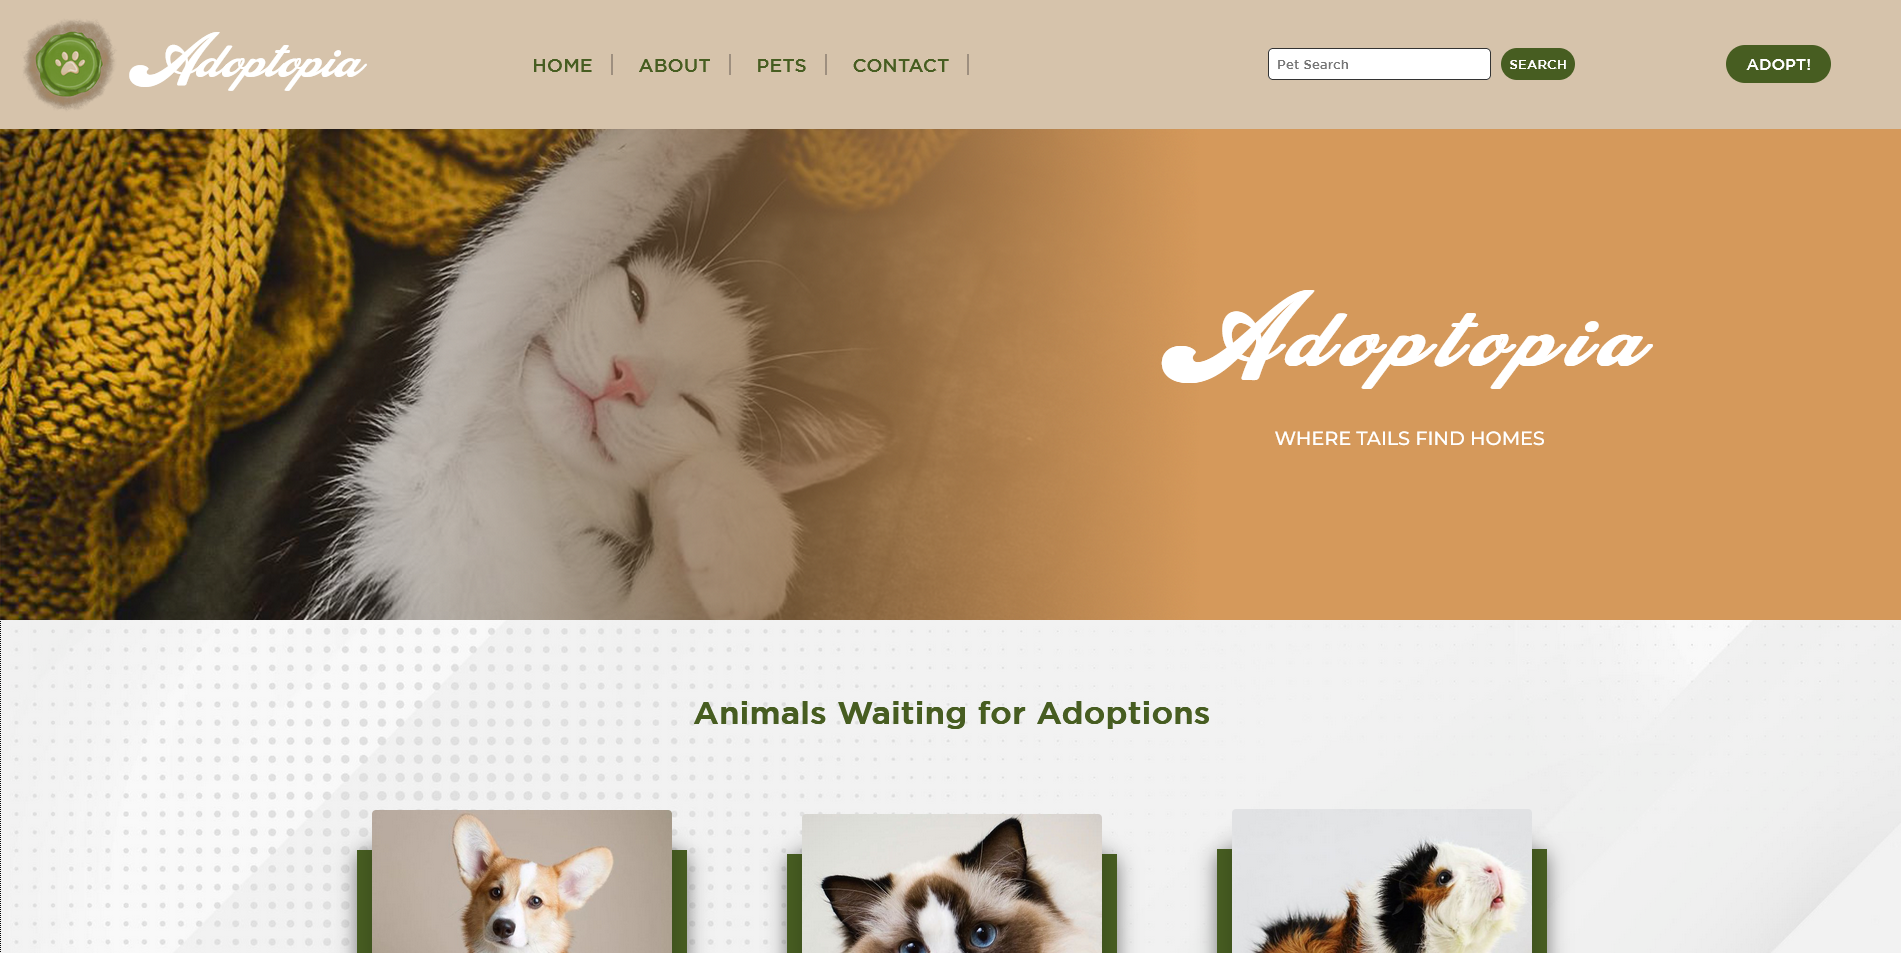 Adoptopia
HOME
ABOUT
PETS
CONTACT
Pet Search
SEARCH
ADOPT!
Adoptopia
WHERE TAILS FIND HOMES
Animals Waiting for Adoptions